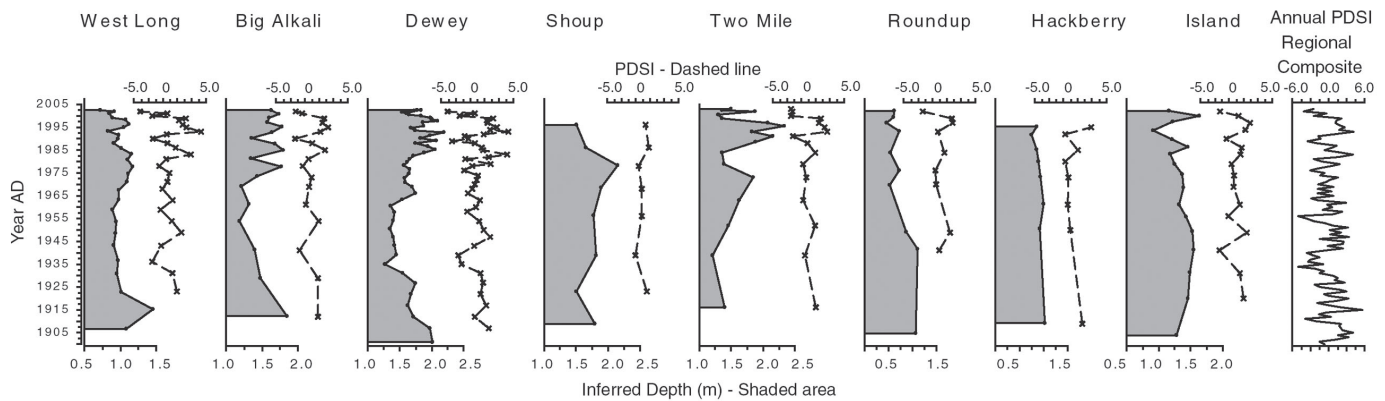 West Long Big Alkali Dewey Shoup Two Mile Roundup Hackberry Island Annual PDSI
Regional
Composite
PDSI - Dashed line
-5.0 0 5.0 -5.0 0 5.0 -5.0 0 5.0 -5.0 0 5.0 -5.0 0 5.0 -5.0 0 5.0 -5.0 0 5.0 -5.0 0 5.0 -6.0 0.0 6.0
2005
1995
1985
1975
1965
1955
1945
1935
1925
1915
1905
Year AD
0.5 1.0 1.5 1.0 1.5 2.0 1.0 1.5 2.0 2.5 1.0 1.5 2.0 2.5 1.0 1.5 2.0 2.5 0.5 1.5 0.5 1.5 1.0 1.5 2.0 -6.0 0.0 6.0
Inferred Depth (m) - Shaded area